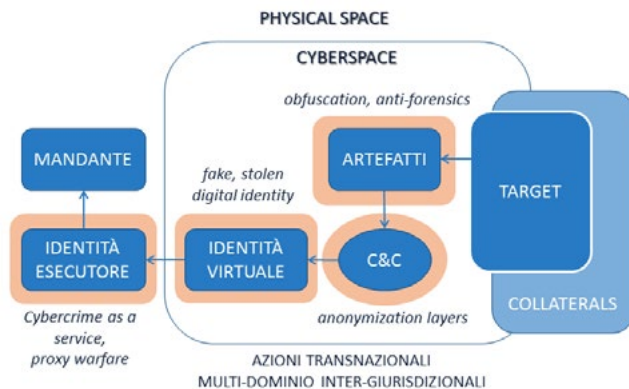 PHYSICAL SPACE
CYBERSPACE
obfuscation, anti-forensics
MANDANTE
ARTEFATTI
TARGET
fake, stolen
digital identity
IDENTITÀ
ESECUTORE
IDENTITÀ
VIRTUALE
C&C
COLLATERALS
Cybercrime as a
service,
proxy warfare
anonymization layers
AZIONI TRANSNAZIONALI
MULTI-DOMINIO INTER-GIURISDIZIONALI